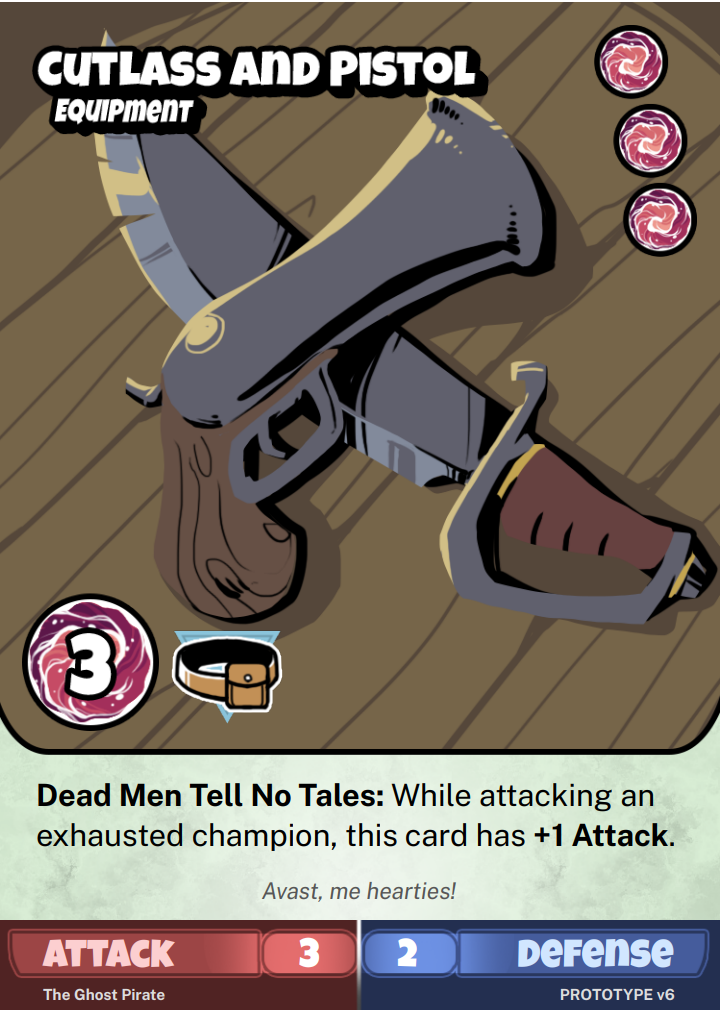 CUTLASS AND PISTOL
EQUIPMENT
3
Dead Men Tell No Tales: While attacking an
exhausted champion, this card has +1 Attack.
Avast, me hearties!
ATTACK 3 2 DEFENSE
The Ghost Pirate PROTOTYPE v6